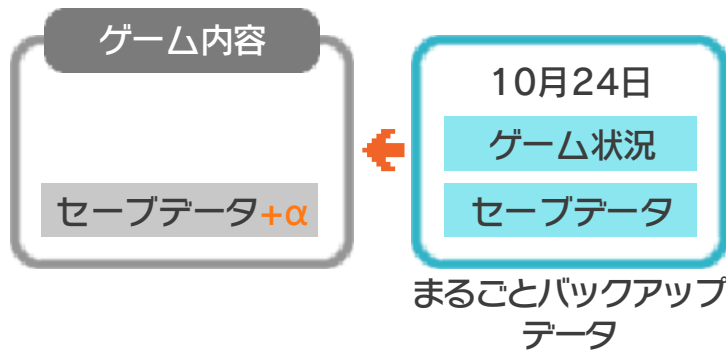 ゲーム内容
セーブデータ+α
10月24日
ゲーム状況
セーブデータ
まるごとバックアップ
データ